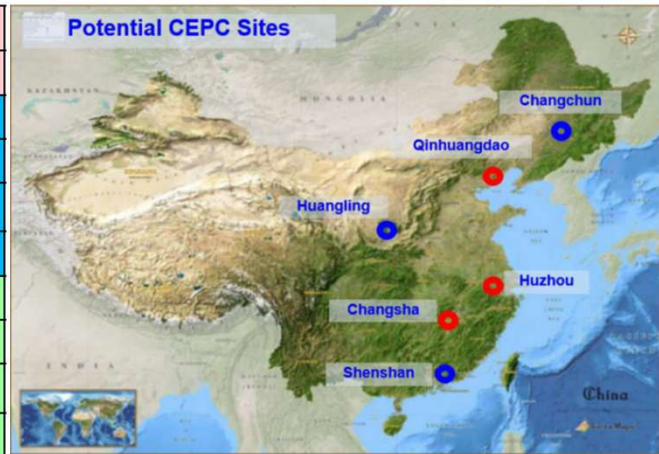 Potential CEPC Sites
KAZAKHSTAN
MONGOLIA
Changchun
Qinhuangdao
Huangling
Huzhou
Changsha
Shenshan
INDIA
China